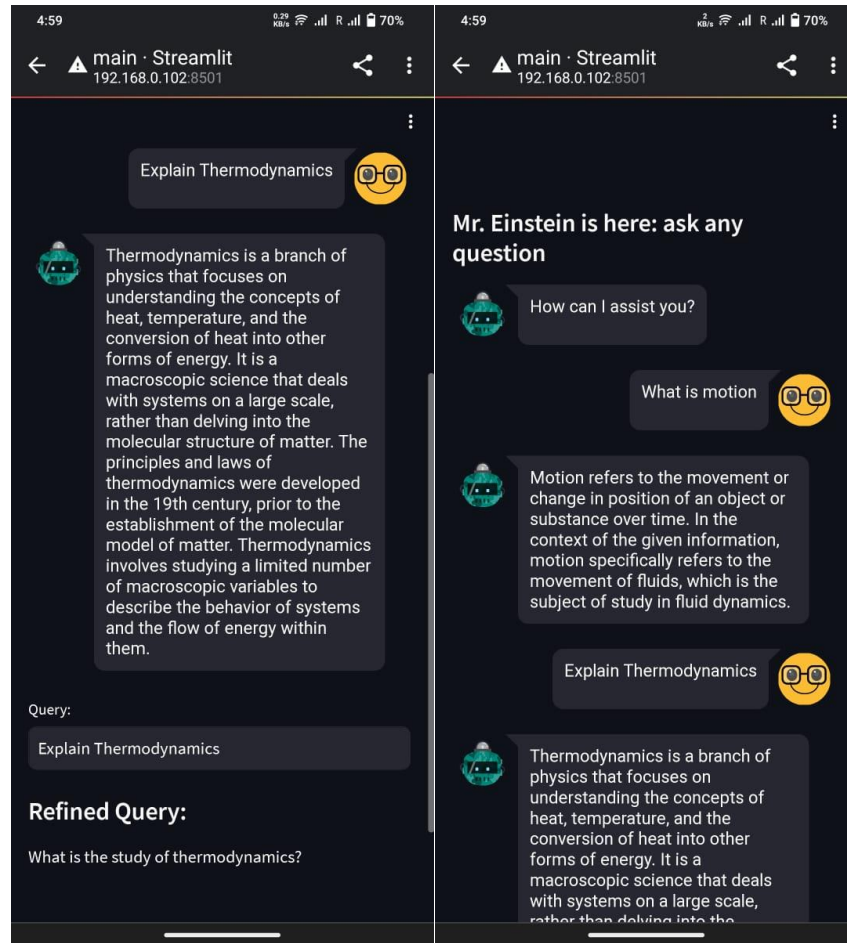 4:59
0.29 KB/s R 70%
main · Streamlit
192.168.0.102:8501
Explain Thermodynamics
Thermodynamics is a branch of
physics that focuses on
understanding the concepts of
heat, temperature, and the
conversion of heat into other
forms of energy. It is a
macroscopic science that deals
with systems on a large scale,
rather than delving into the
molecular structure of matter. The
principles and laws of
thermodynamics were developed
in the 19th century, prior to the
establishment of the molecular
model of matter. Thermodynamics
involves studying a limited number
of macroscopic variables to
describe the behavior of systems
and the flow of energy within
them.
Query:
Explain Thermodynamics
Refined Query:
What is the study of thermodynamics?
4:59
2 KB/s R 70%
main · Streamlit
192.168.0.102:8501
Mr. Einstein is here: ask any
question
How can I assist you?
What is motion
Motion refers to the movement or
change in position of an object or
substance over time. In the
context of the given information,
motion specifically refers to the
movement of fluids, which is the
subject of study in fluid dynamics.
Explain Thermodynamics
Thermodynamics is a branch of
physics that focuses on
understanding the concepts of
heat, temperature, and the
conversion of heat into other
forms of energy. It is a
macroscopic science that deals
with systems on a large scale,
rather than delving into the